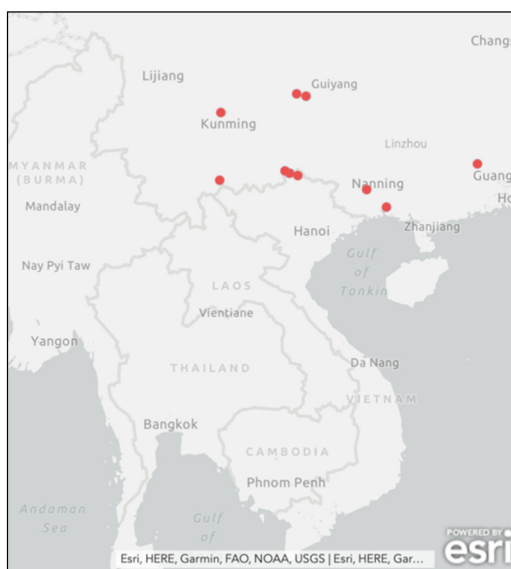 Changs
Lijiang
Guiyang
Kunming
Linzhou
MYANMAR
(BURMA)
Nanning
Guang
Ho
Mandalay
Hanoi
Zhanjiang
Gulf
of
Tonkin
Nay Pyi Taw
LAOS
Vientiane
Yangon
Da Nang
THAILAND
VIETNAM
Bangkok
CAMBODIA
Phnom Penh
Andaman
Sea
Gulf
of
POWERED BY
esri
Esri, HERE, Garmin, FAO, NOAA, USGS | Esri, HERE, Gar...